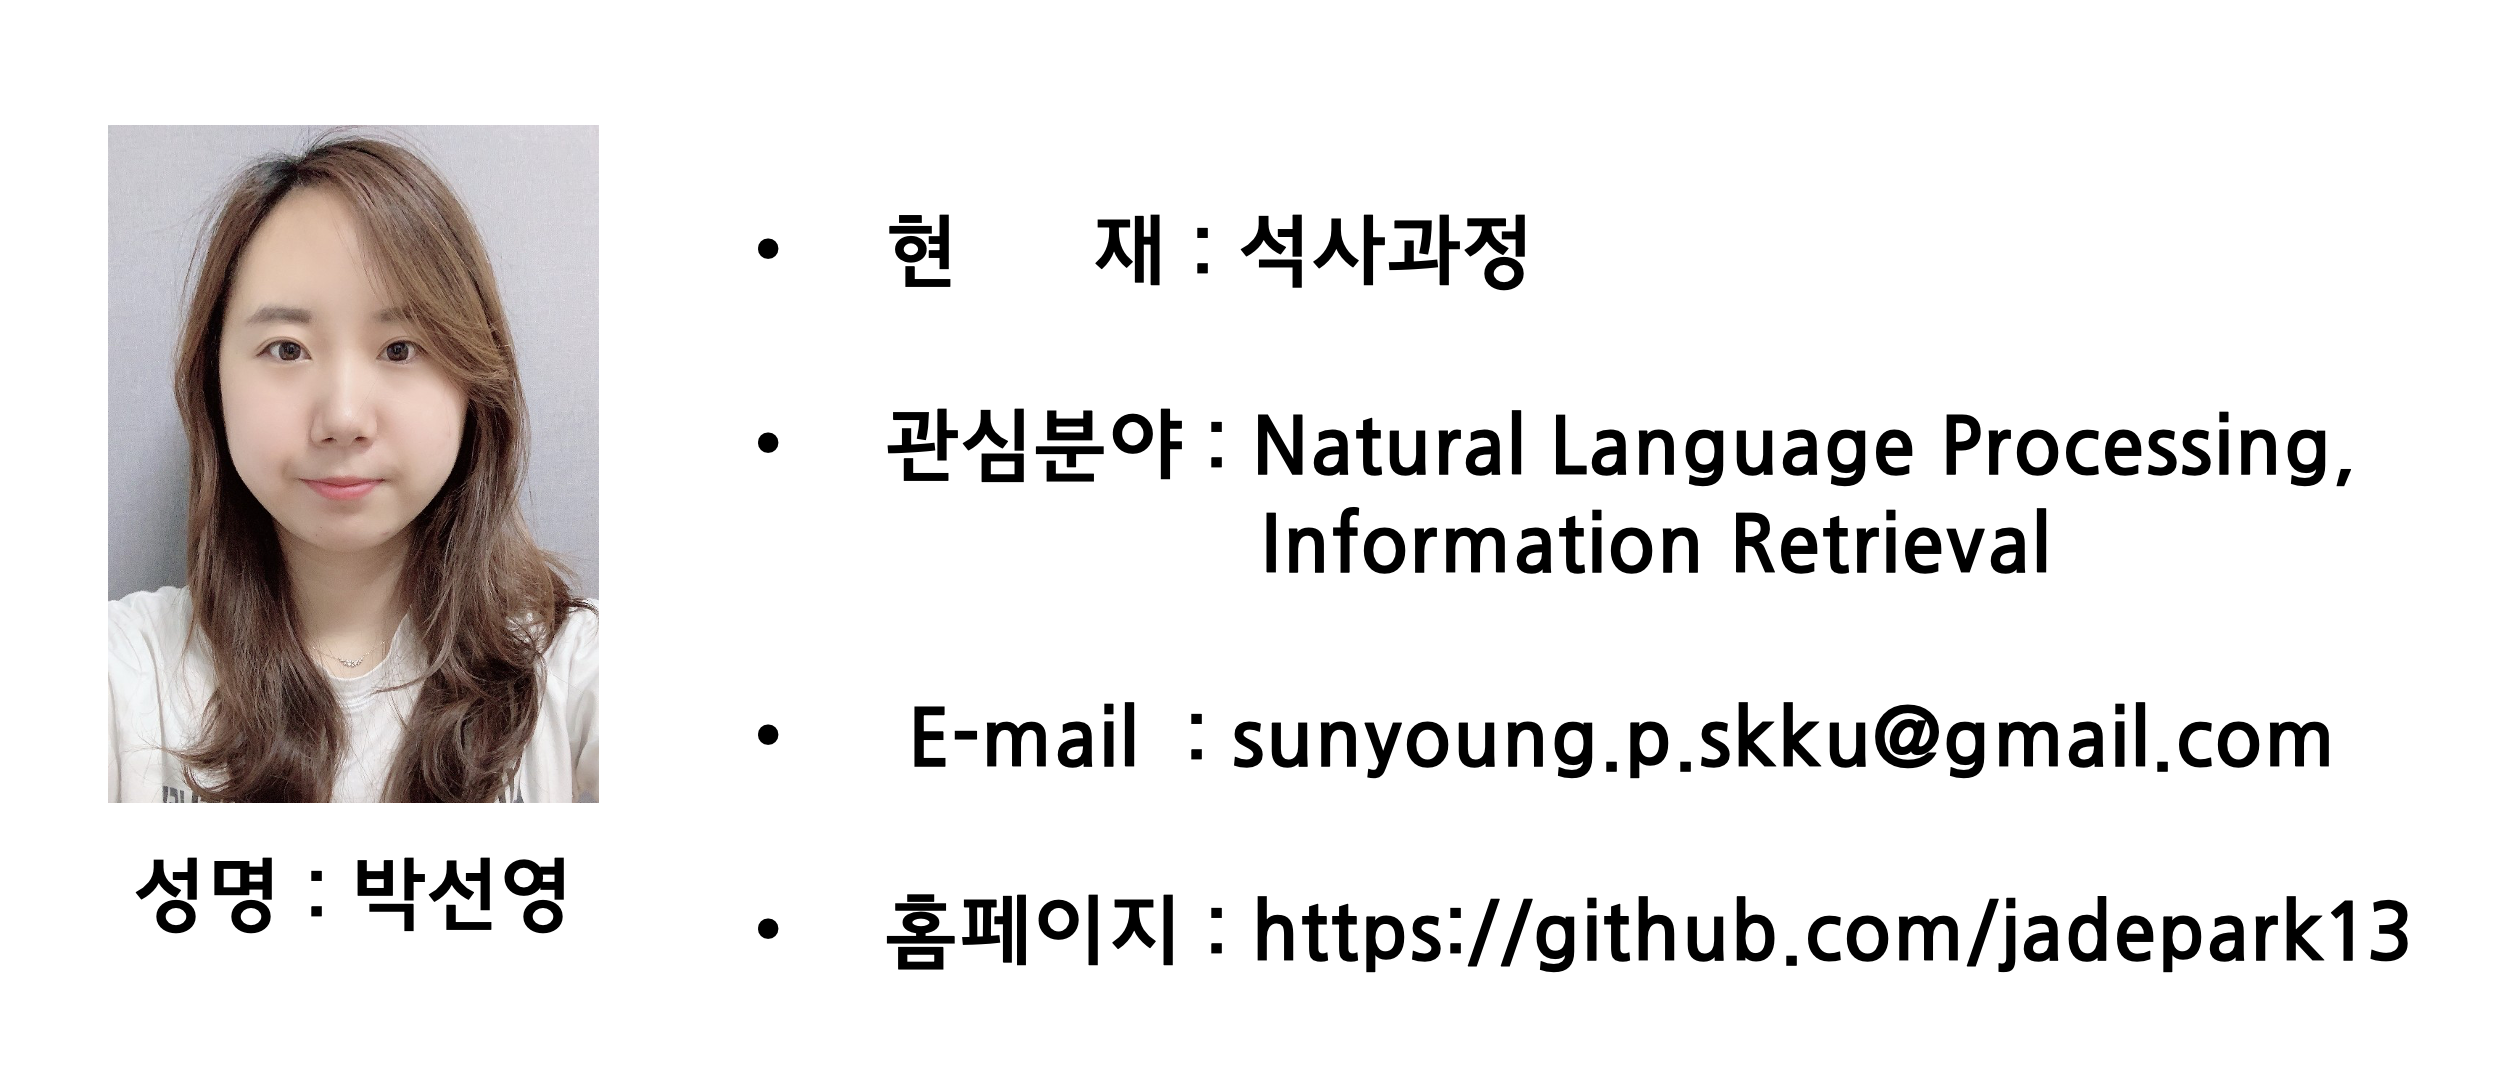 • 현 재 : 석사과정
• 관심분야 : Natural Language Processing,
Information Retrieval
• E-mail : sunyoung.p.skku@gmail.com
성명 : 박선영
• 홈페이지 : https://github.com/jadepark13